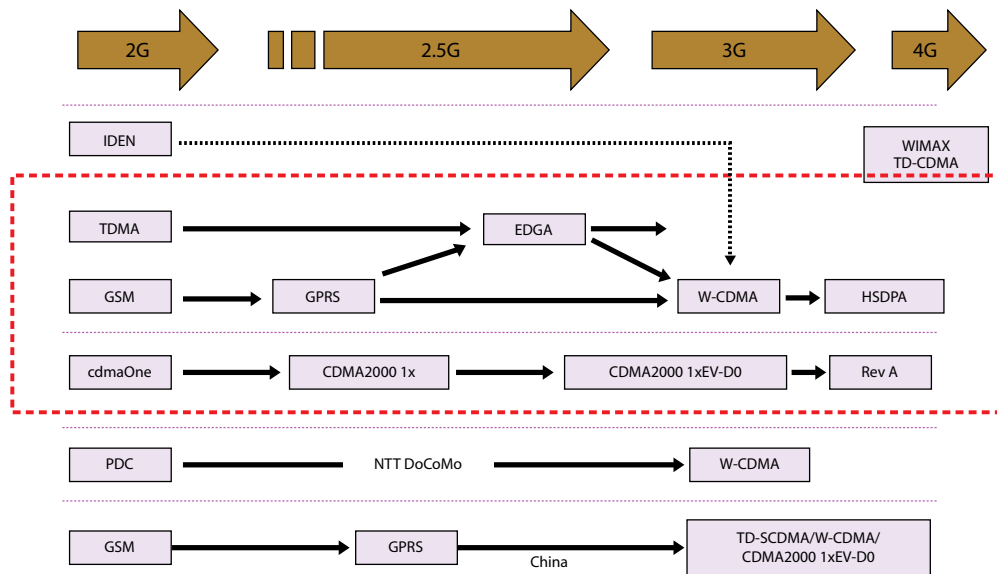 2G
2.5G
3G
4G
IDEN
WIMAX
TD-CDMA
TDMA
EDGA
GSM
GPRS
W-CDMA
HSDPA
cdmaOne
CDMA2000 1x
CDMA2000 1xEV-D0
Rev A
PDC
NTT DoCoMo
W-CDMA
GSM
GPRS
China
TD-SCDMA/W-CDMA/
CDMA2000 1xEV-D0